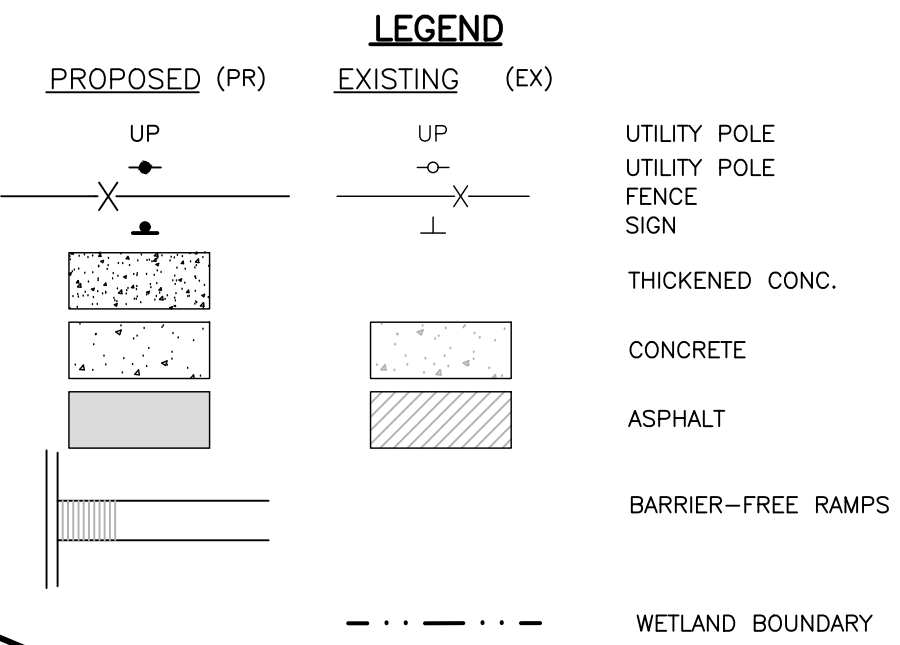 LEGEND
PROPOSED (PR) EXISTING (EX)
UP UP UTILITY POLE
UTILITY POLE
FENCE
SIGN
THICKENED CONC.
CONCRETE
ASPHALT
BARRIER-FREE RAMPS
WETLAND BOUNDARY